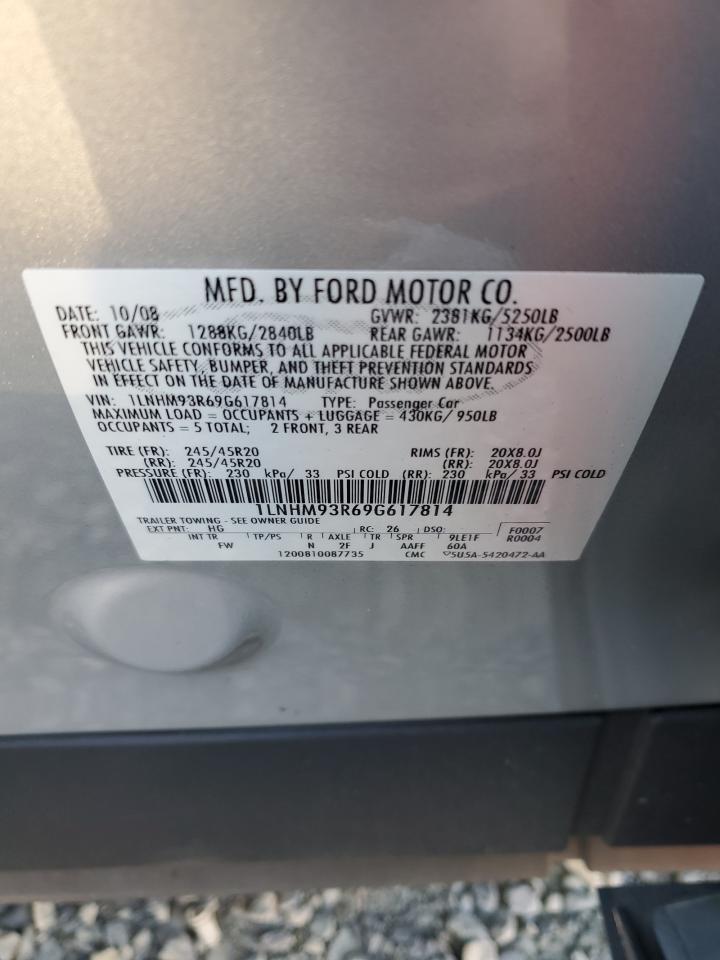 MFD. BY FORD MOTOR CO.
DATE: 10/08 GVWR: 2381KG/5250LB
FRONT GAWR: 1288KG/2840LB REAR GAWR: 1134KG/2500LB
THIS VEHICLE CONFORMS TO ALL APPLICABLE FEDERAL MOTOR
VEHICLE SAFETY, BUMPER, AND THEFT PREVENTION STANDARDS
IN EFFECT ON THE DATE OF MANUFACTURE SHOWN ABOVE.
VIN: 1LNHM93R69G617814 TYPE: Passenger Car
MAXIMUM LOAD = OCCUPANTS + LUGGAGE = 430KG/ 950LB
OCCUPANTS = 5 TOTAL; 2 FRONT, 3 REAR
TIRE (FR): 245/45R20 RIMS (FR): 20X8.0J
(RR): 245/45R20 (RR): 20X8.0J
PRESSURE (FR): 230 kPa/ 33 PSI COLD (RR): 230 kPa/ 33 PSI COLD
1LNHM93R69G617814
TRAILER TOWING - SEE OWNER GUIDE
EXT PNT: HG RC: 26 DSO: F0007
INT TR TP/PS R AXLE TR SPR 9LE1F R0004
FW N 2F J AAFF 60A
1200810087735 CMC ♡5U5A-5420472-AA